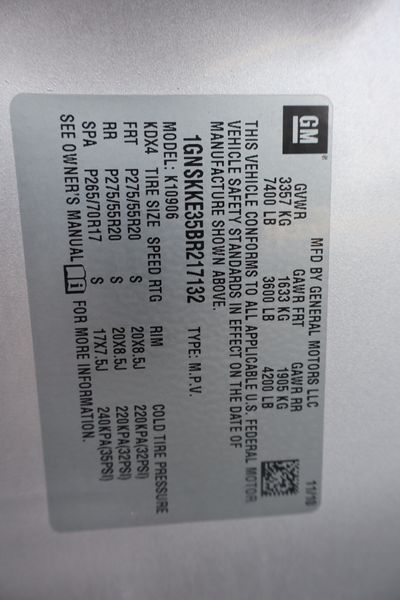 GM
MFD BY GENERAL MOTORS LLC
11/10
GVWR GAWR FRT GAWR RR
3357 KG 1633 KG 1905 KG
7400 LB 3600 LB 4200 LB
THIS VEHICLE CONFORMS TO ALL APPLICABLE U.S. FEDERAL MOTOR
VEHICLE SAFETY STANDARDS IN EFFECT ON THE DATE OF
MANUFACTURE SHOWN ABOVE.
1GNSKKE35BR217132 TYPE: M.P.V.
MODEL: K10906
KDX4 TIRE SIZE SPEED RTG RIM COLD TIRE PRESSURE
FRT P275/55R20 S 20X8.5J 220KPA(32PSI)
RR P275/55R20 S 20X8.5J 220KPA(32PSI)
SPA P265/70R17 S 17X7.5J 240KPA(35PSI)
SEE OWNER'S MANUAL i FOR MORE INFORMATION.